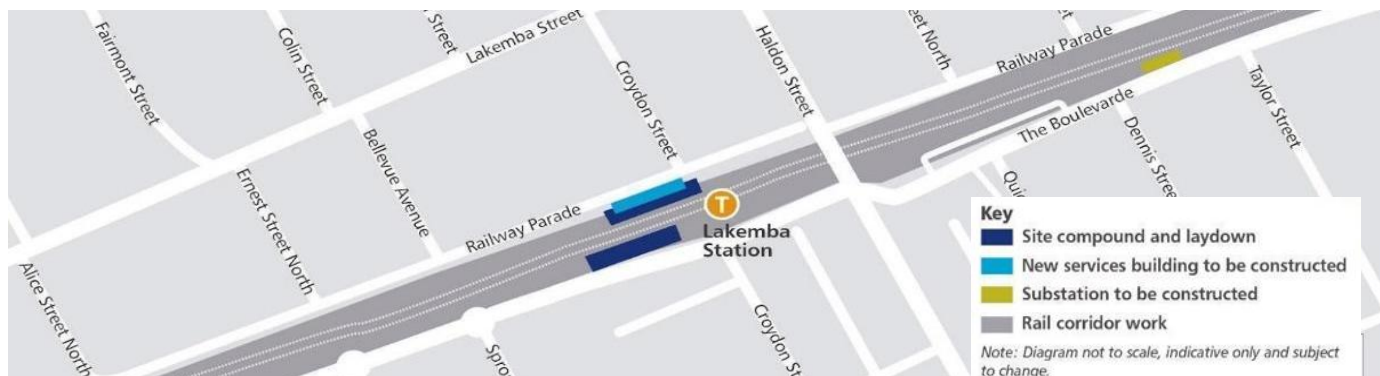 Fairmont Street
Colin Street
Street
Lakemba Street
Croydon Street
Haldon Street
Street North
Railway Parade
The Boulevarde
Taylor Street
Dennis Stree
Bellevue Avenue
Ernest Street North
Railway Parade
T
Lakemba
Station
Alice Street North
Croydon St
Key
Site compound and laydown
New services building to be constructed
Substation to be constructed
Rail corridor work
Note: Diagram not to scale, indicative only and subject
to change.